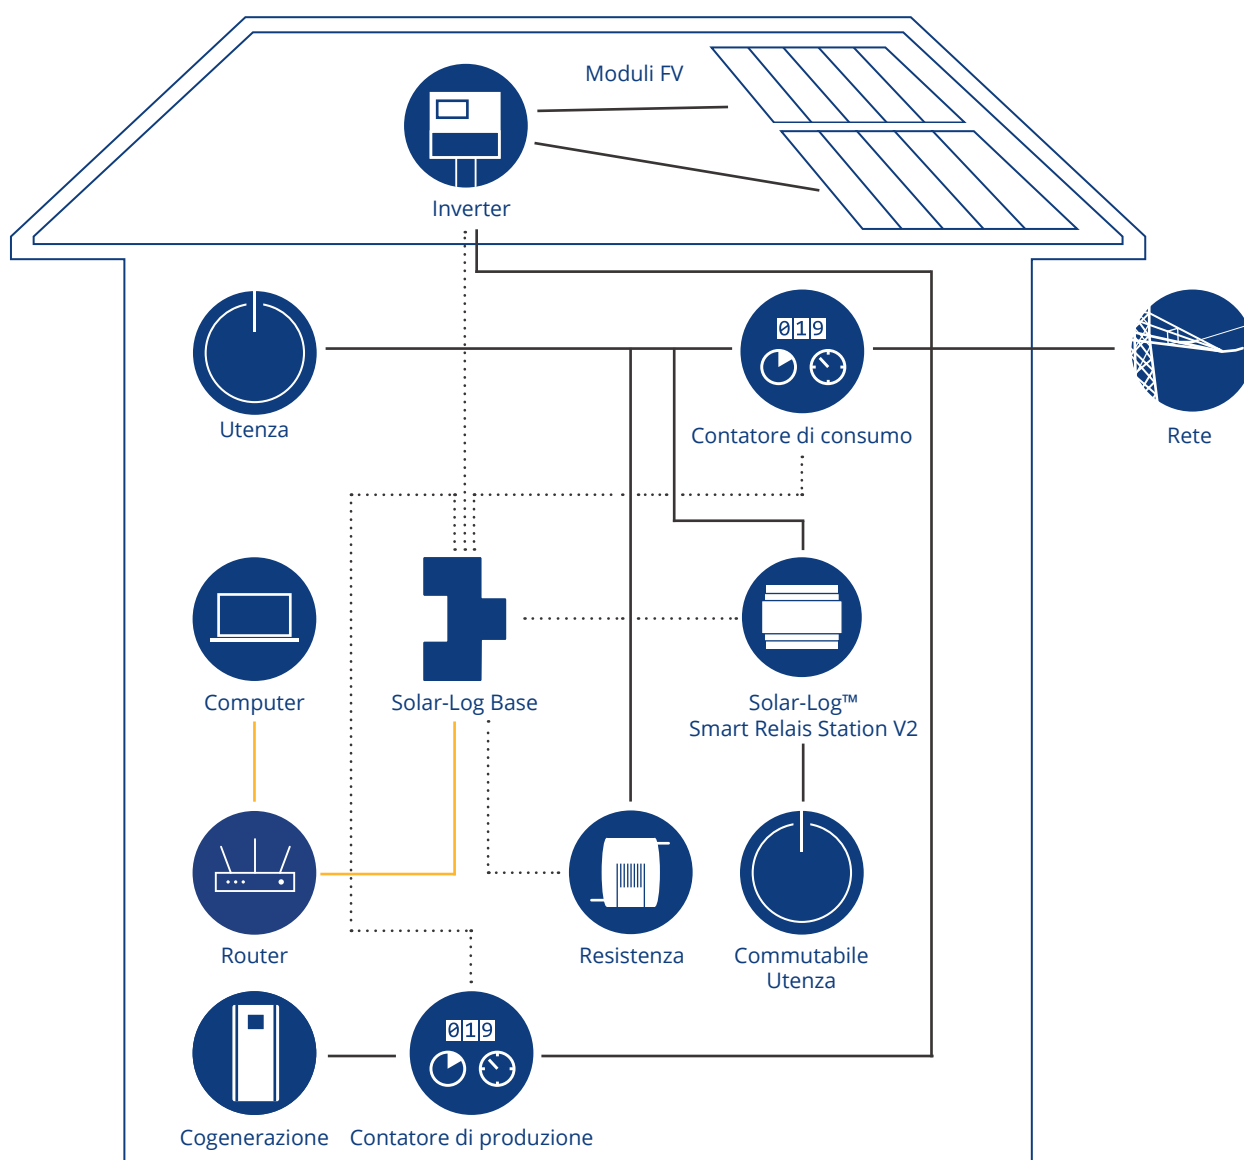 Moduli FV
Inverter
019
Utenza
Contatore di consumo
Rete
Computer
Solar-Log Base
Solar-Log™
Smart Relais Station V2
Router
Resistenza
Commutabile
Utenza
019
Cogenerazione
Contatore di produzione